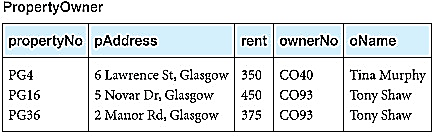 PropertyOwner
propertyNo pAddress rent ownerNo oName
PG4 6 Lawrence St, Glasgow 350 CO40 Tina Murphy
PG16 5 Novar Dr, Glasgow 450 CO93 Tony Shaw
PG36 2 Manor Rd, Glasgow 375 CO93 Tony Shaw